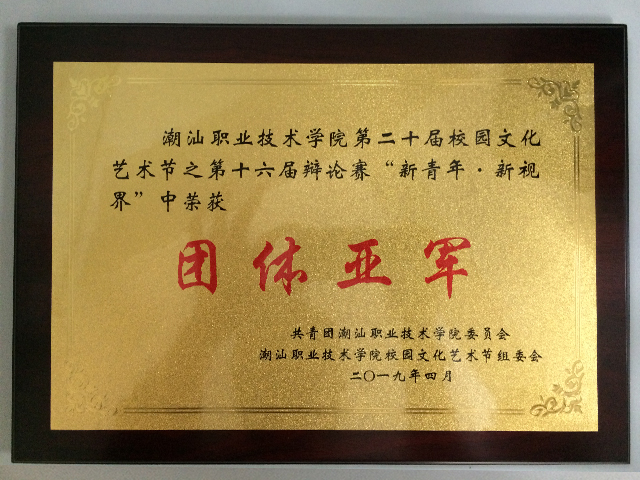 潮汕职业技术学院第二十届校园文化
艺术节之第十六届辩论赛“新青年·新视
界”中荣获
团体亚军
共青团潮汕职业技术学院委员会
潮汕职业技术学院校园文化艺术节组委会
二〇一九年四月